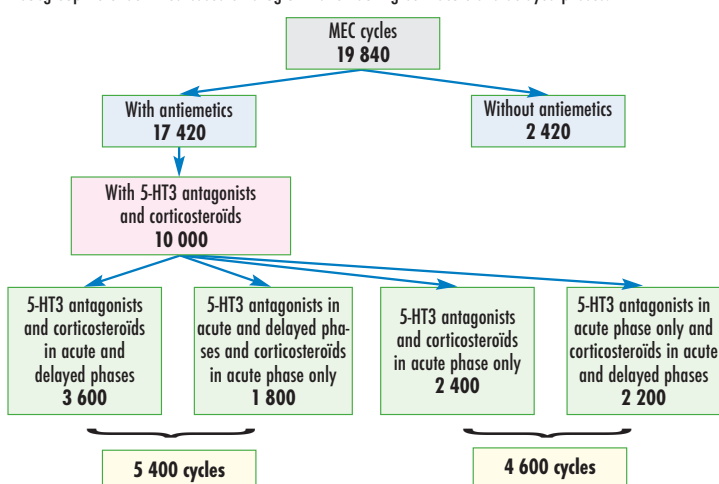 MEC cycles
19 840
With antiemetics
17 420
Without antiemetics
2 420
With 5-HT3 antagonists
and corticosteroïds
10 000
5-HT3 antagonists
and corticosteroïds
in acute and
delayed phases
3 600
5-HT3 antagonists in
acute and delayed pha-
ses and corticosteroïds
in acute phase only
1 800
5-HT3 antagonists
and corticosteroïds
in acute phase only
2 400
5-HT3 antagonists in
acute phase only and
corticosteroïds in acute
and delayed phases
2 200
5 400 cycles
4 600 cycles